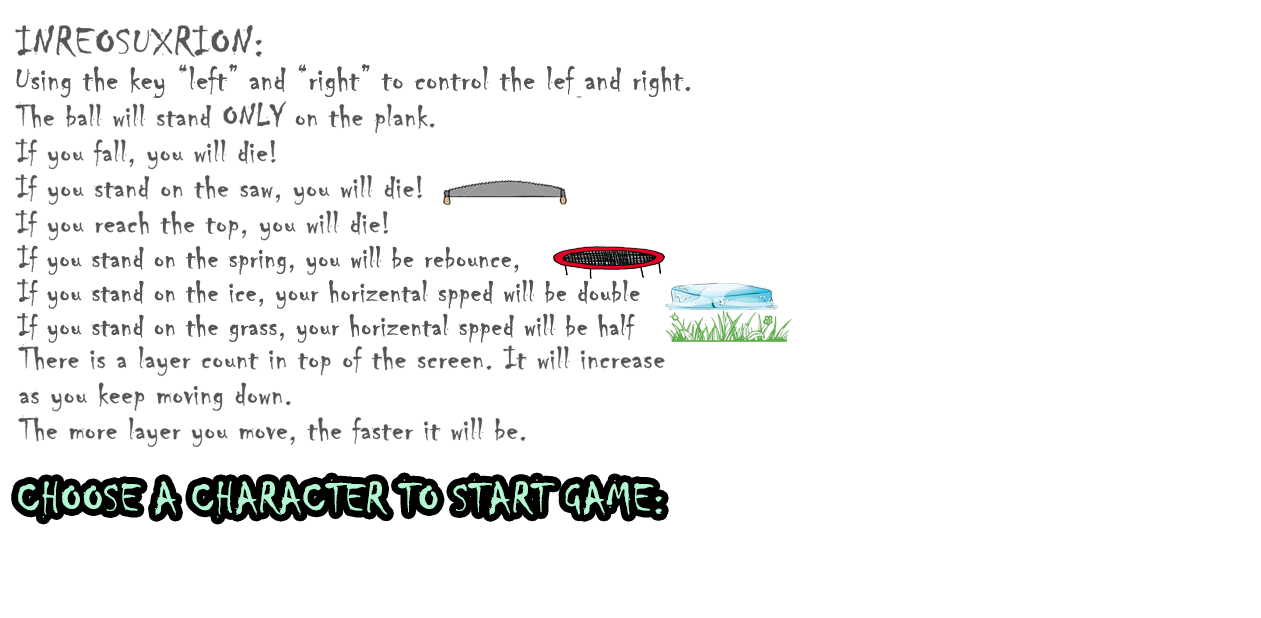 INREOSUXRION:
Using the key “left” and “right” to control the lef and right.
The ball will stand ONLY on the plank.
If you fall, you will die!
If you stand on the saw, you will die!
If you reach the top, you will die!
If you stand on the spring, you will be rebounce,
If you stand on the ice, your horizental spped will be double
If you stand on the grass, your horizental spped will be half
There is a layer count in top of the screen. It will increase
as you keep moving down.
The more layer you move, the faster it will be.
CHOOSE A CHARACTER TO START GAME: